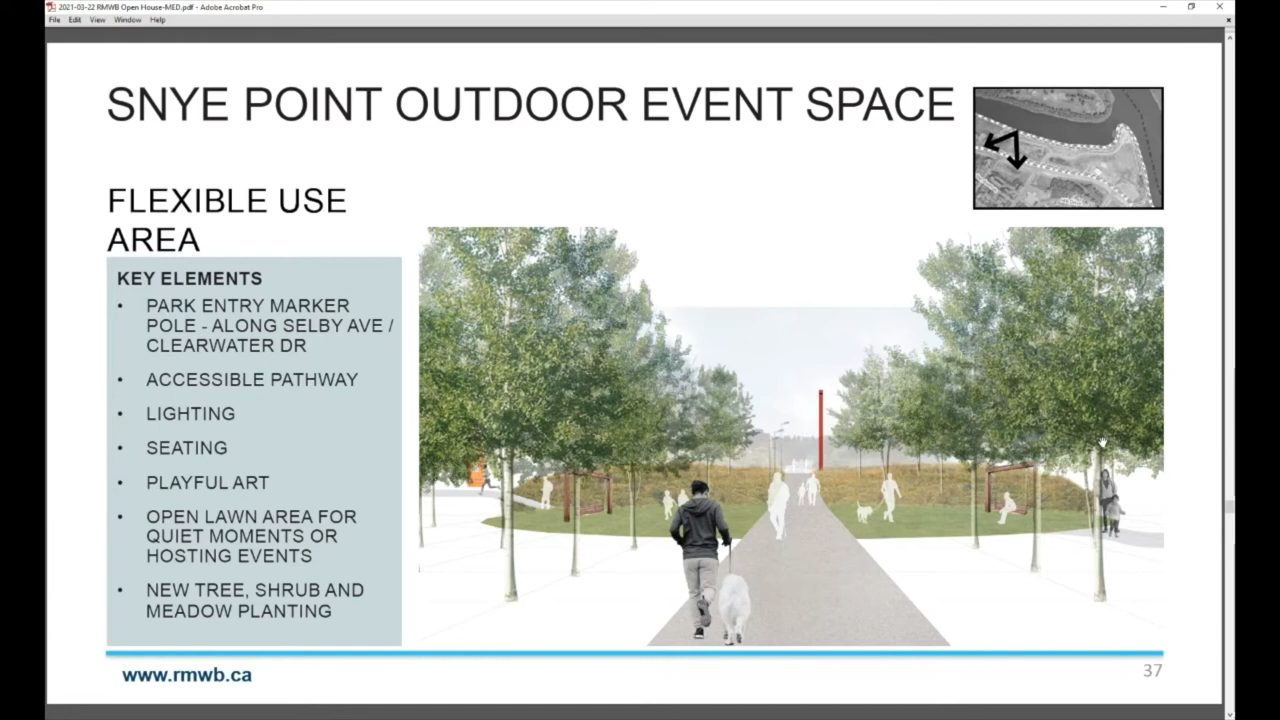 2021-03-22 RMWB Open House-MED.pdf - Adobe Acrobat Pro
File Edit View Window Help
SNYE POINT OUTDOOR EVENT SPACE
FLEXIBLE USE
AREA
KEY ELEMENTS
• PARK ENTRY MARKER
POLE - ALONG SELBY AVE /
CLEARWATER DR
• ACCESSIBLE PATHWAY
• LIGHTING
• SEATING
• PLAYFUL ART
• OPEN LAWN AREA FOR
QUIET MOMENTS OR
HOSTING EVENTS
• NEW TREE, SHRUB AND
MEADOW PLANTING
www.rmwb.ca
37